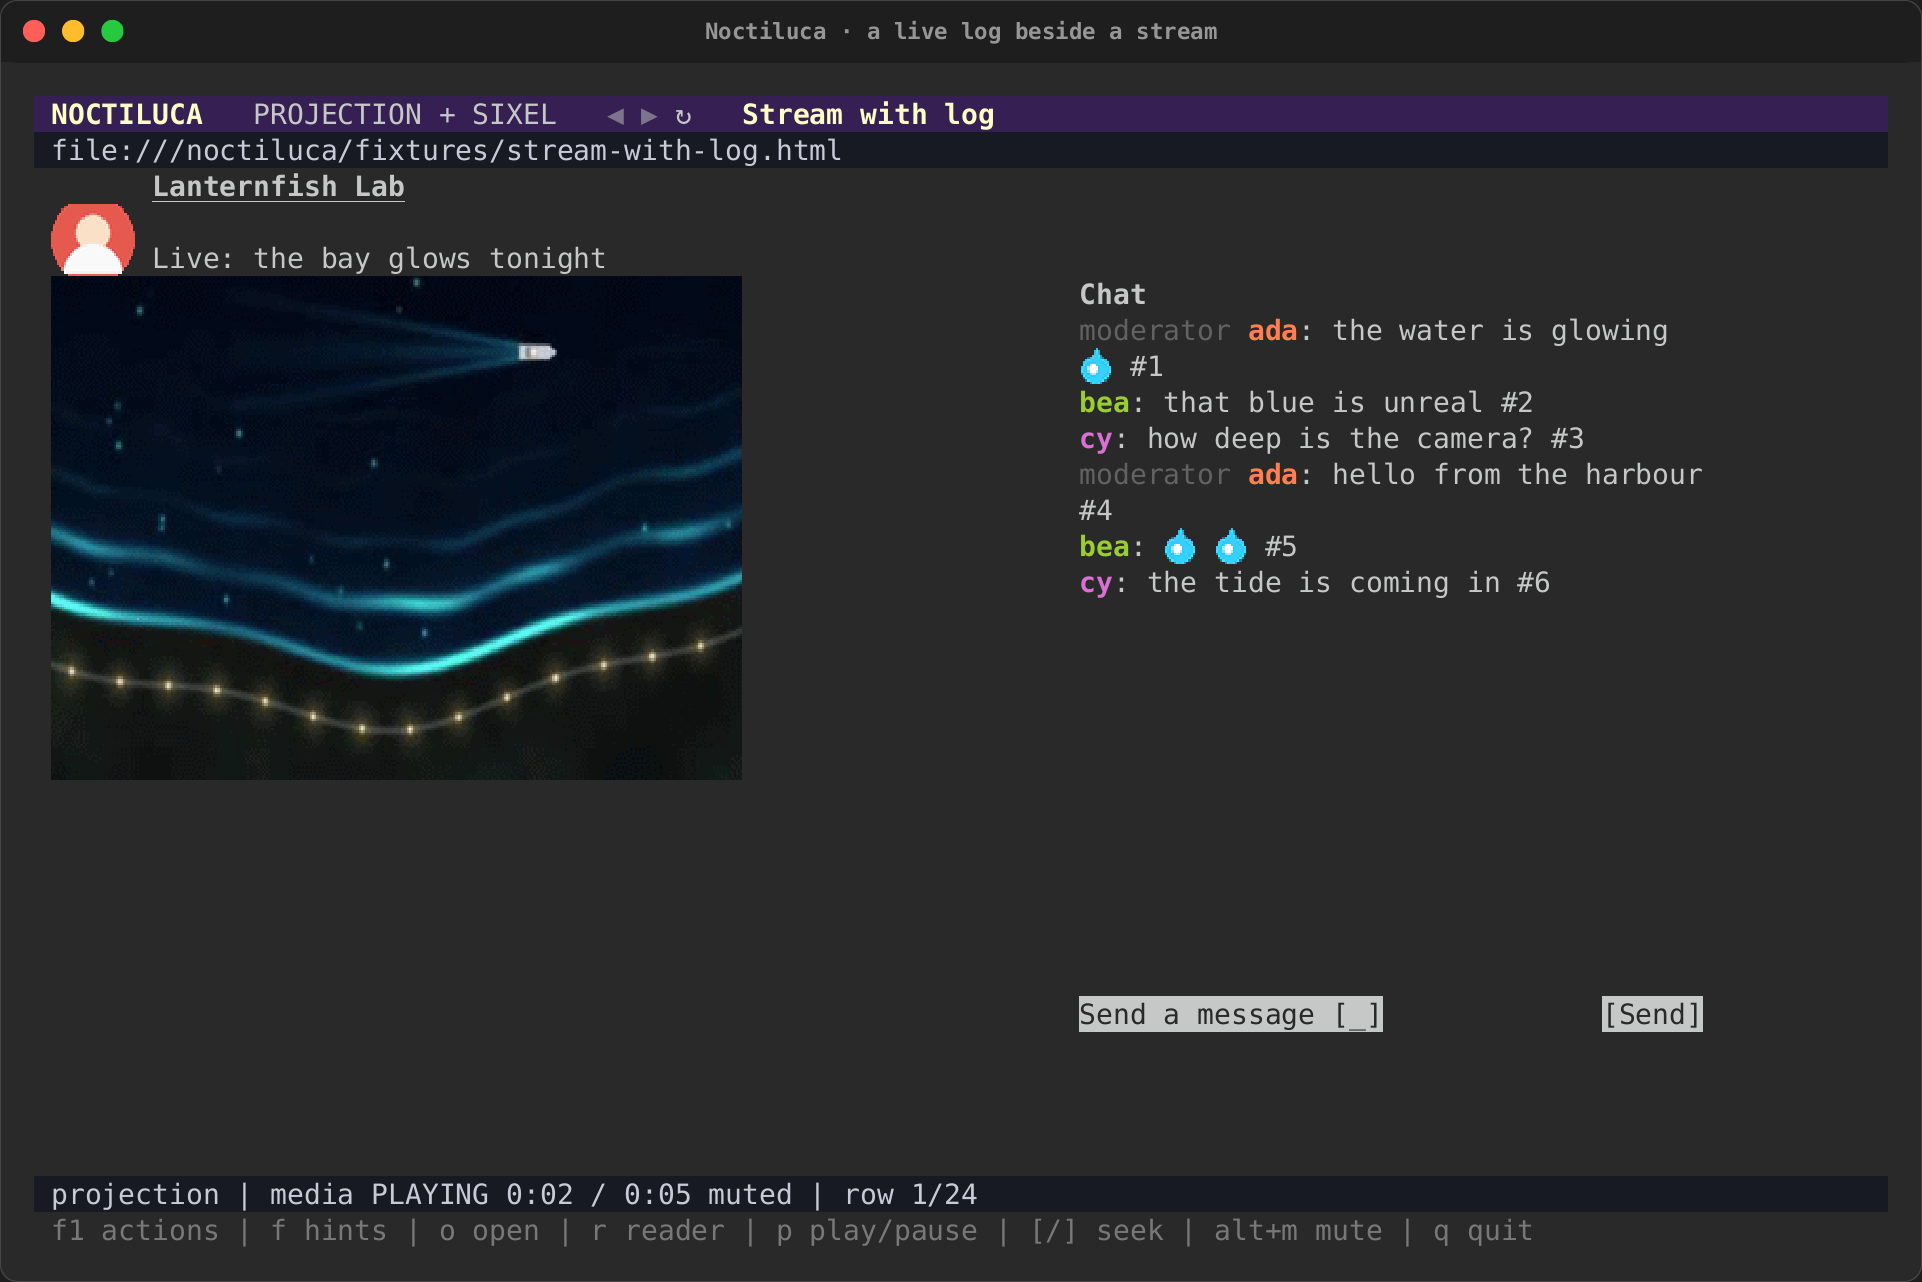 Noctiluca · a live log beside a stream
NOCTILUCA PROJECTION + SIXEL ◀ ▶ ↻ Stream with log
file:///noctiluca/fixtures/stream-with-log.html
Lanternfish Lab
Live: the bay glows tonight
Chat
moderator ada: the water is glowing
#1
bea: that blue is unreal #2
cy: how deep is the camera? #3
moderator ada: hello from the harbour
#4
bea: #5
cy: the tide is coming in #6
Send a message [_] [Send]
projection | media PLAYING 0:02 / 0:05 muted | row 1/24
f1 actions | f hints | o open | r reader | p play/pause | [/] seek | alt+m mute | q quit